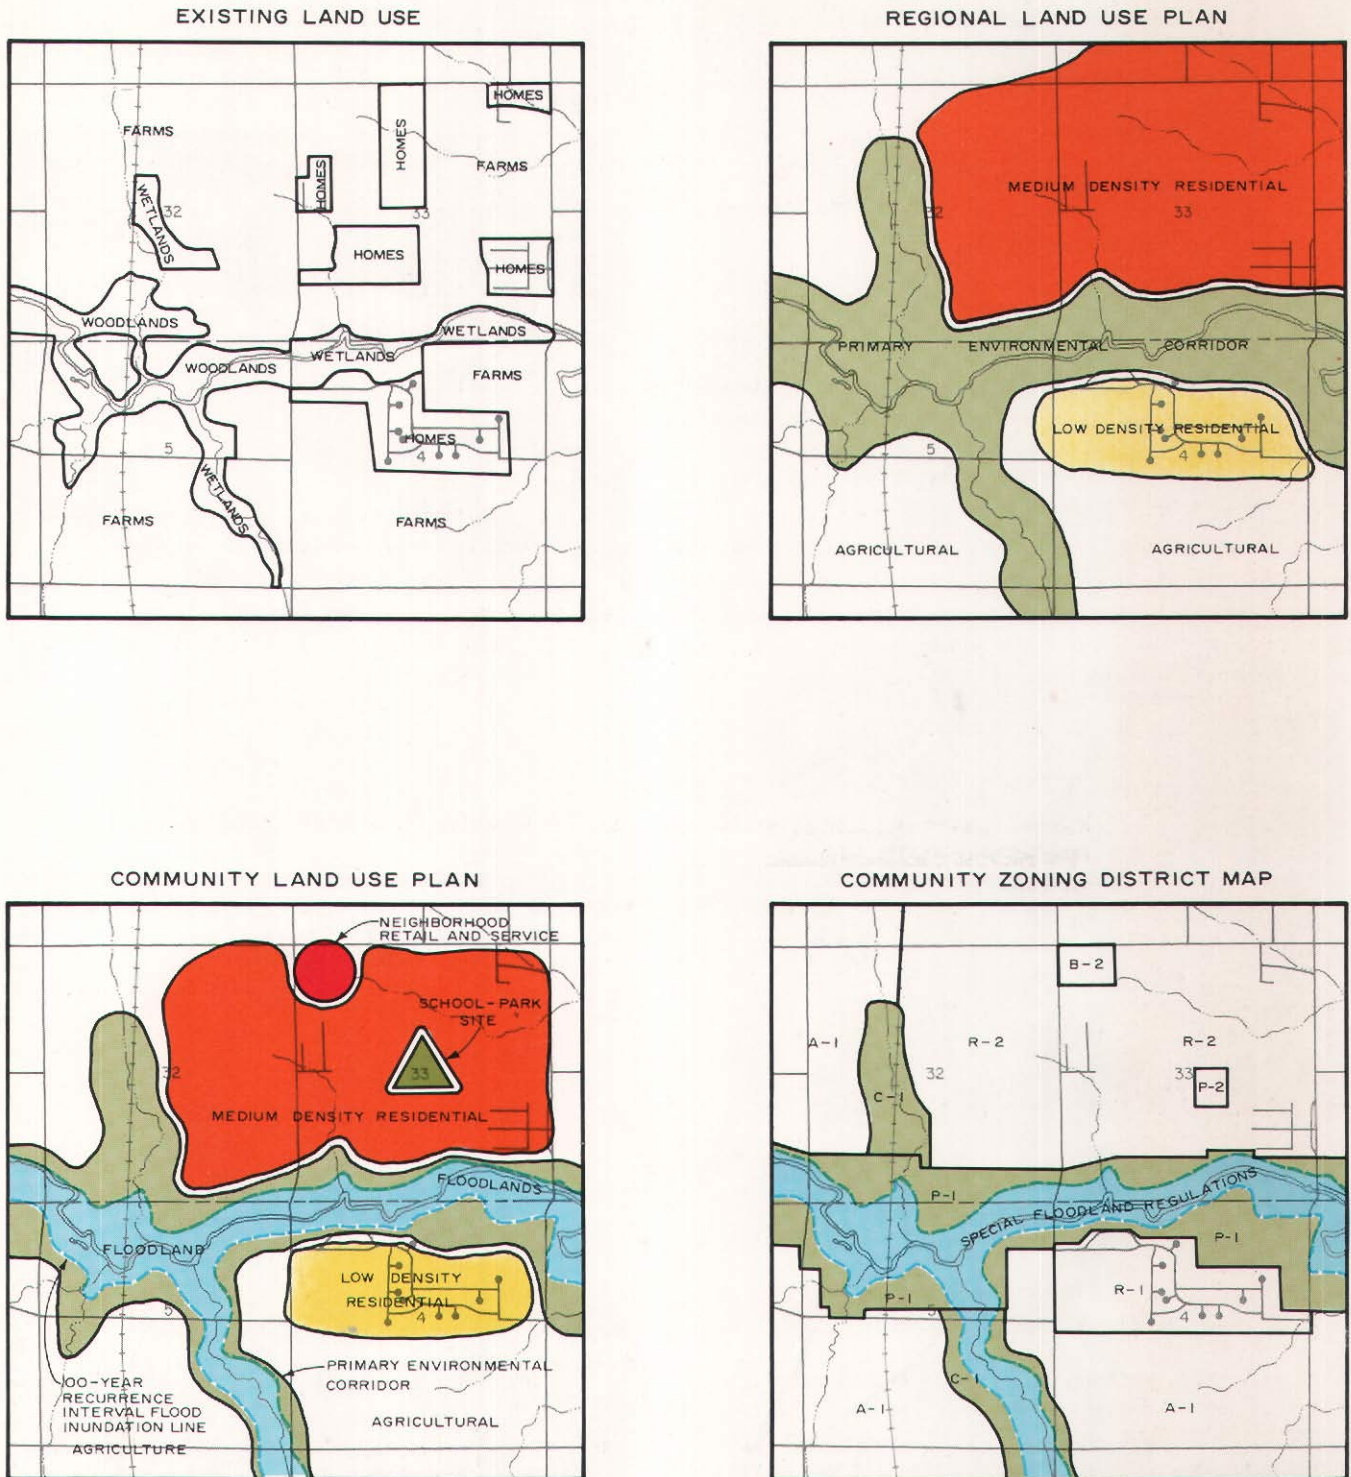 EXISTING LAND USE
HOMES
FARMS
HOMES
FARMS
HOMES
WETLANDS
32
33
HOMES
HOMES
WOODLANDS
WETLANDS
WETLANDS
WOODLANDS
FARMS
HOMES
5
4
WETLANDS
FARMS
FARMS
REGIONAL LAND USE PLAN
MEDIUM DENSITY RESIDENTIAL
32
33
PRIMARY ENVIRONMENTAL CORRIDOR
LOW DENSITY RESIDENTIAL
5
4
AGRICULTURAL
AGRICULTURAL
COMMUNITY LAND USE PLAN
NEIGHBORHOOD
RETAIL AND SERVICE
SCHOOL-PARK
SITE
32
33
MEDIUM DENSITY RESIDENTIAL
FLOODLANDS
FLOODLAND
LOW DENSITY
RESIDENTIAL
5
4
PRIMARY ENVIRONMENTAL
CORRIDOR
100-YEAR
RECURRENCE
INTERVAL FLOOD
INUNDATION LINE
AGRICULTURAL
AGRICULTURE
COMMUNITY ZONING DISTRICT MAP
B-2
A-1
R-2
R-2
32
33
P-2
C-1
P-1
SPECIAL FLOODLAND REGULATIONS
P-1
R-1
P-1
5
4
C-1
A-1
A-1